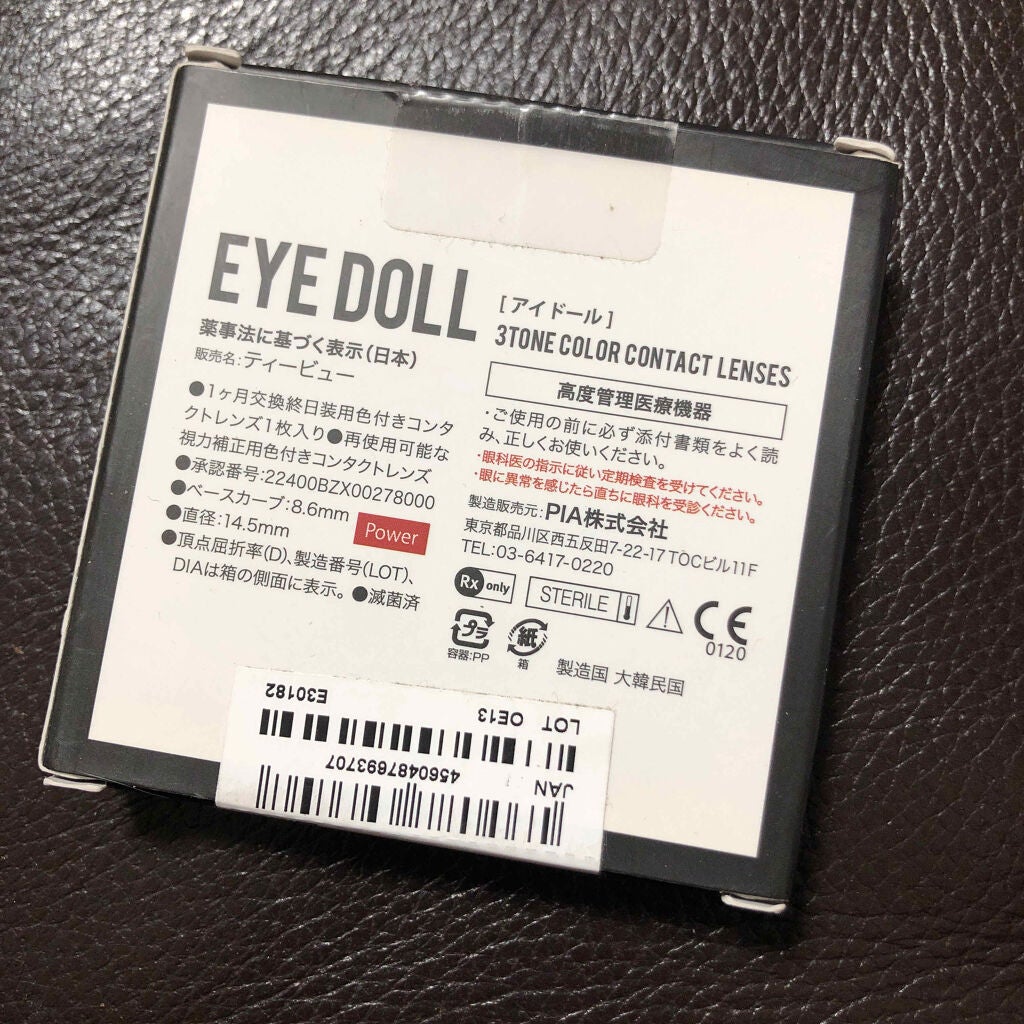 EYE DOLL
[ アイドール ]
3TONE COLOR CONTACT LENSES
薬事法に基づく表示(日本)
販売名:ティービュー
●1ヶ月交換終日装用色付きコンタ
クトレンズ1枚入り●再使用可能な
視力補正用色付きコンタクトレンズ
●承認番号:22400BZX00278000
●ベースカーブ:8.6mm
●直径:14.5mm
Power
●頂点屈折率(D)、製造番号(LOT)、
DIAは箱の側面に表示。●滅菌済
高度管理医療機器
・ご使用の前に必ず添付書類をよく読
み、正しくお使いください。
・眼科医の指示に従い定期検査を受けてください。
・眼に異常を感じたら直ちに眼科を受診ください。
製造販売元:PIA株式会社
東京都品川区西五反田7-22-17 TOCビル11F
TEL:03-6417-0220
Rx only
STERILE
CE
0120
プラ
容器:PP
紙
箱
製造国 大韓民国
JAN 4560487693707
LOT OE13 E30182